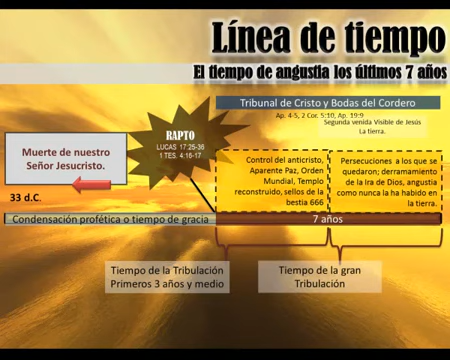 Línea de tiempo
El tiempo de angustia los últimos 7 años
Tribunal de Cristo y Bodas del Cordero
Ap. 4-5, 2 Cor. 5:10, Ap. 19:9
Segunda venida Visible de Jesús
La tierra.
RAPTO
LUCAS 17:25-36
1 TES. 4:16-17
Muerte de nuestro
Señor Jesucristo.
33 d.C.
Control del anticristo,
Aparente Paz, Orden
Mundial, Templo
reconstruido, sellos de la
bestia 666
Persecuciones a los que se
quedaron; derramamiento
de la Ira de Dios, angustia
como nunca la ha habido en
la tierra.
Condensación profética o tiempo de gracia
7 años
Tiempo de la Tribulación
Primeros 3 años y medio
Tiempo de la gran
Tribulación